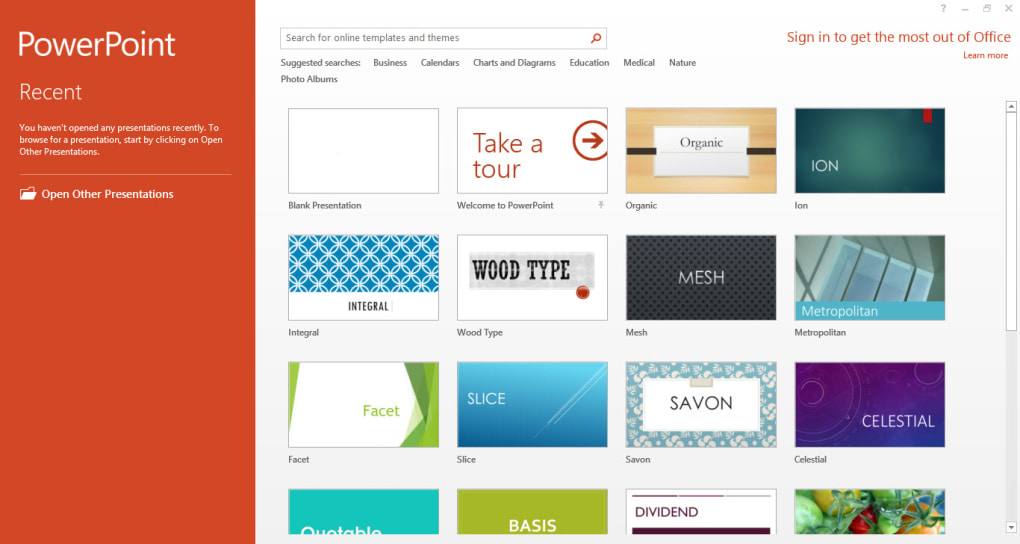 PowerPoint
Recent
You haven't opened any presentations recently. To
browse for a presentation, start by clicking on Open
Other Presentations.
Open Other Presentations
?
Sign in to get the most out of Office
Learn more
Search for online templates and themes
Suggested searches: Business Calendars Charts and Diagrams Education Medical Nature
Photo Albums
Take a
tour
Organic
ION
Blank Presentation
Welcome to PowerPoint
Organic
Ion
INTEGRAL
WOOD TYPE
MESH
Metropolitan
Integral
Wood Type
Mesh
Metropolitan
Facet
SLICE
SAVON
CELESTIAL
Facet
Slice
Savon
Celestial
Quotable
BASIS
DIVIDEND